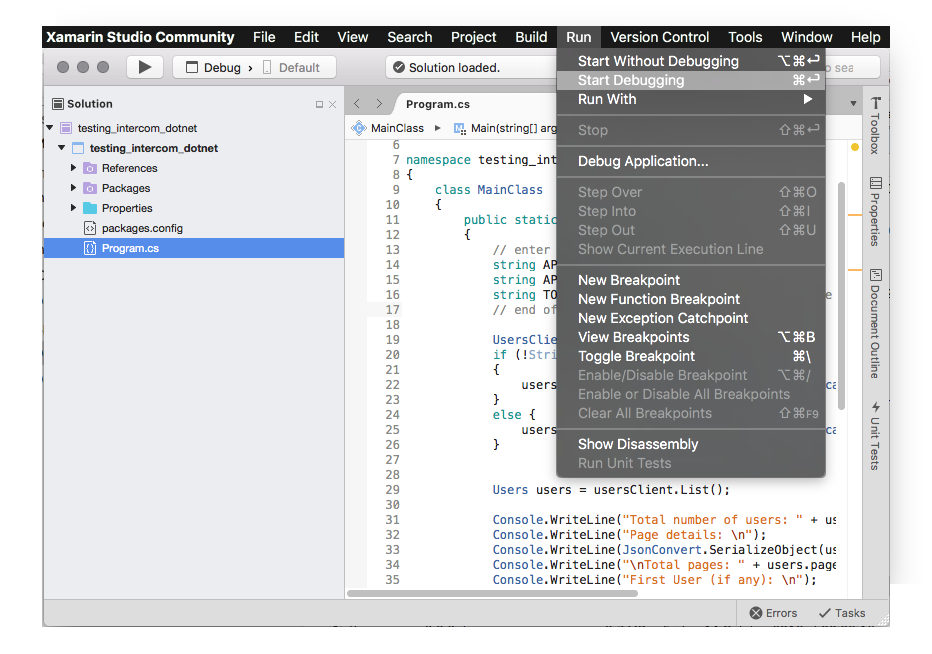 Xamarin Studio Community File Edit View Search Project Build Run Version Control Tools Window Help
Debug › Default
Solution loaded.
Solution
testing_intercom_dotnet
testing_intercom_dotnet
References
Packages
Properties
packages.config
Program.cs
Program.cs
MainClass ▸ Main(string[] arg
6
7 namespace testing_int
8 {
9 class MainClass
10 {
11 public static
12 {
13 // enter
14 string AP
15 string AP
16 string TO e
17 // end of
18
19 UsersClie
20 if (!Stri
21 {
22 users ca
23 }
24 else {
25 users ca
26 }
27
28
29 Users users = usersClient.List();
30
31 Console.WriteLine("Total number of users: " + us
32 Console.WriteLine("Page details: \n");
33 Console.WriteLine(JsonConvert.SerializeObject(us
34 Console.WriteLine("\nTotal pages: " + users.page
35 Console.WriteLine("First User (if any): \n");
Start Without Debugging ⌥⌘↩
Start Debugging ⌘↩
Run With ▶
Stop ⇧⌘↩
Debug Application...
Step Over ⇧⌘O
Step Into ⇧⌘I
Step Out ⇧⌘U
Show Current Execution Line
New Breakpoint
New Function Breakpoint
New Exception Catchpoint
View Breakpoints ⌥⌘B
Toggle Breakpoint ⌘\
Enable/Disable Breakpoint ⌥⌘/
Enable or Disable All Breakpoints
Clear All Breakpoints ⇧⌘F9
Show Disassembly
Run Unit Tests
o sea
Toolbox
Properties
Document Outline
Unit Tests
Errors Tasks